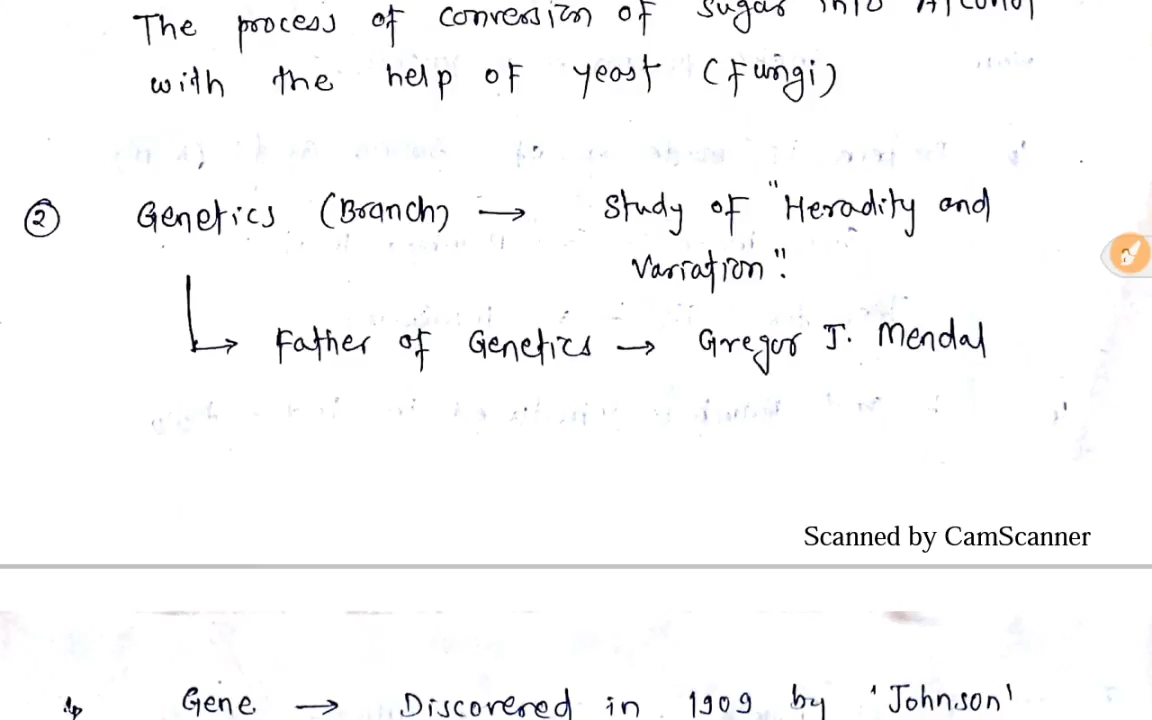 The process of conversion of sugar into Alcohol
with the help of yeast (Fungi)
② Genetics (Branch) → Study of "Heradity and
Variation".
↳ Father of Genetics → Gregor J. Mendal
Scanned by CamScanner
Gene → Discovered in 1909 by 'Johnson'